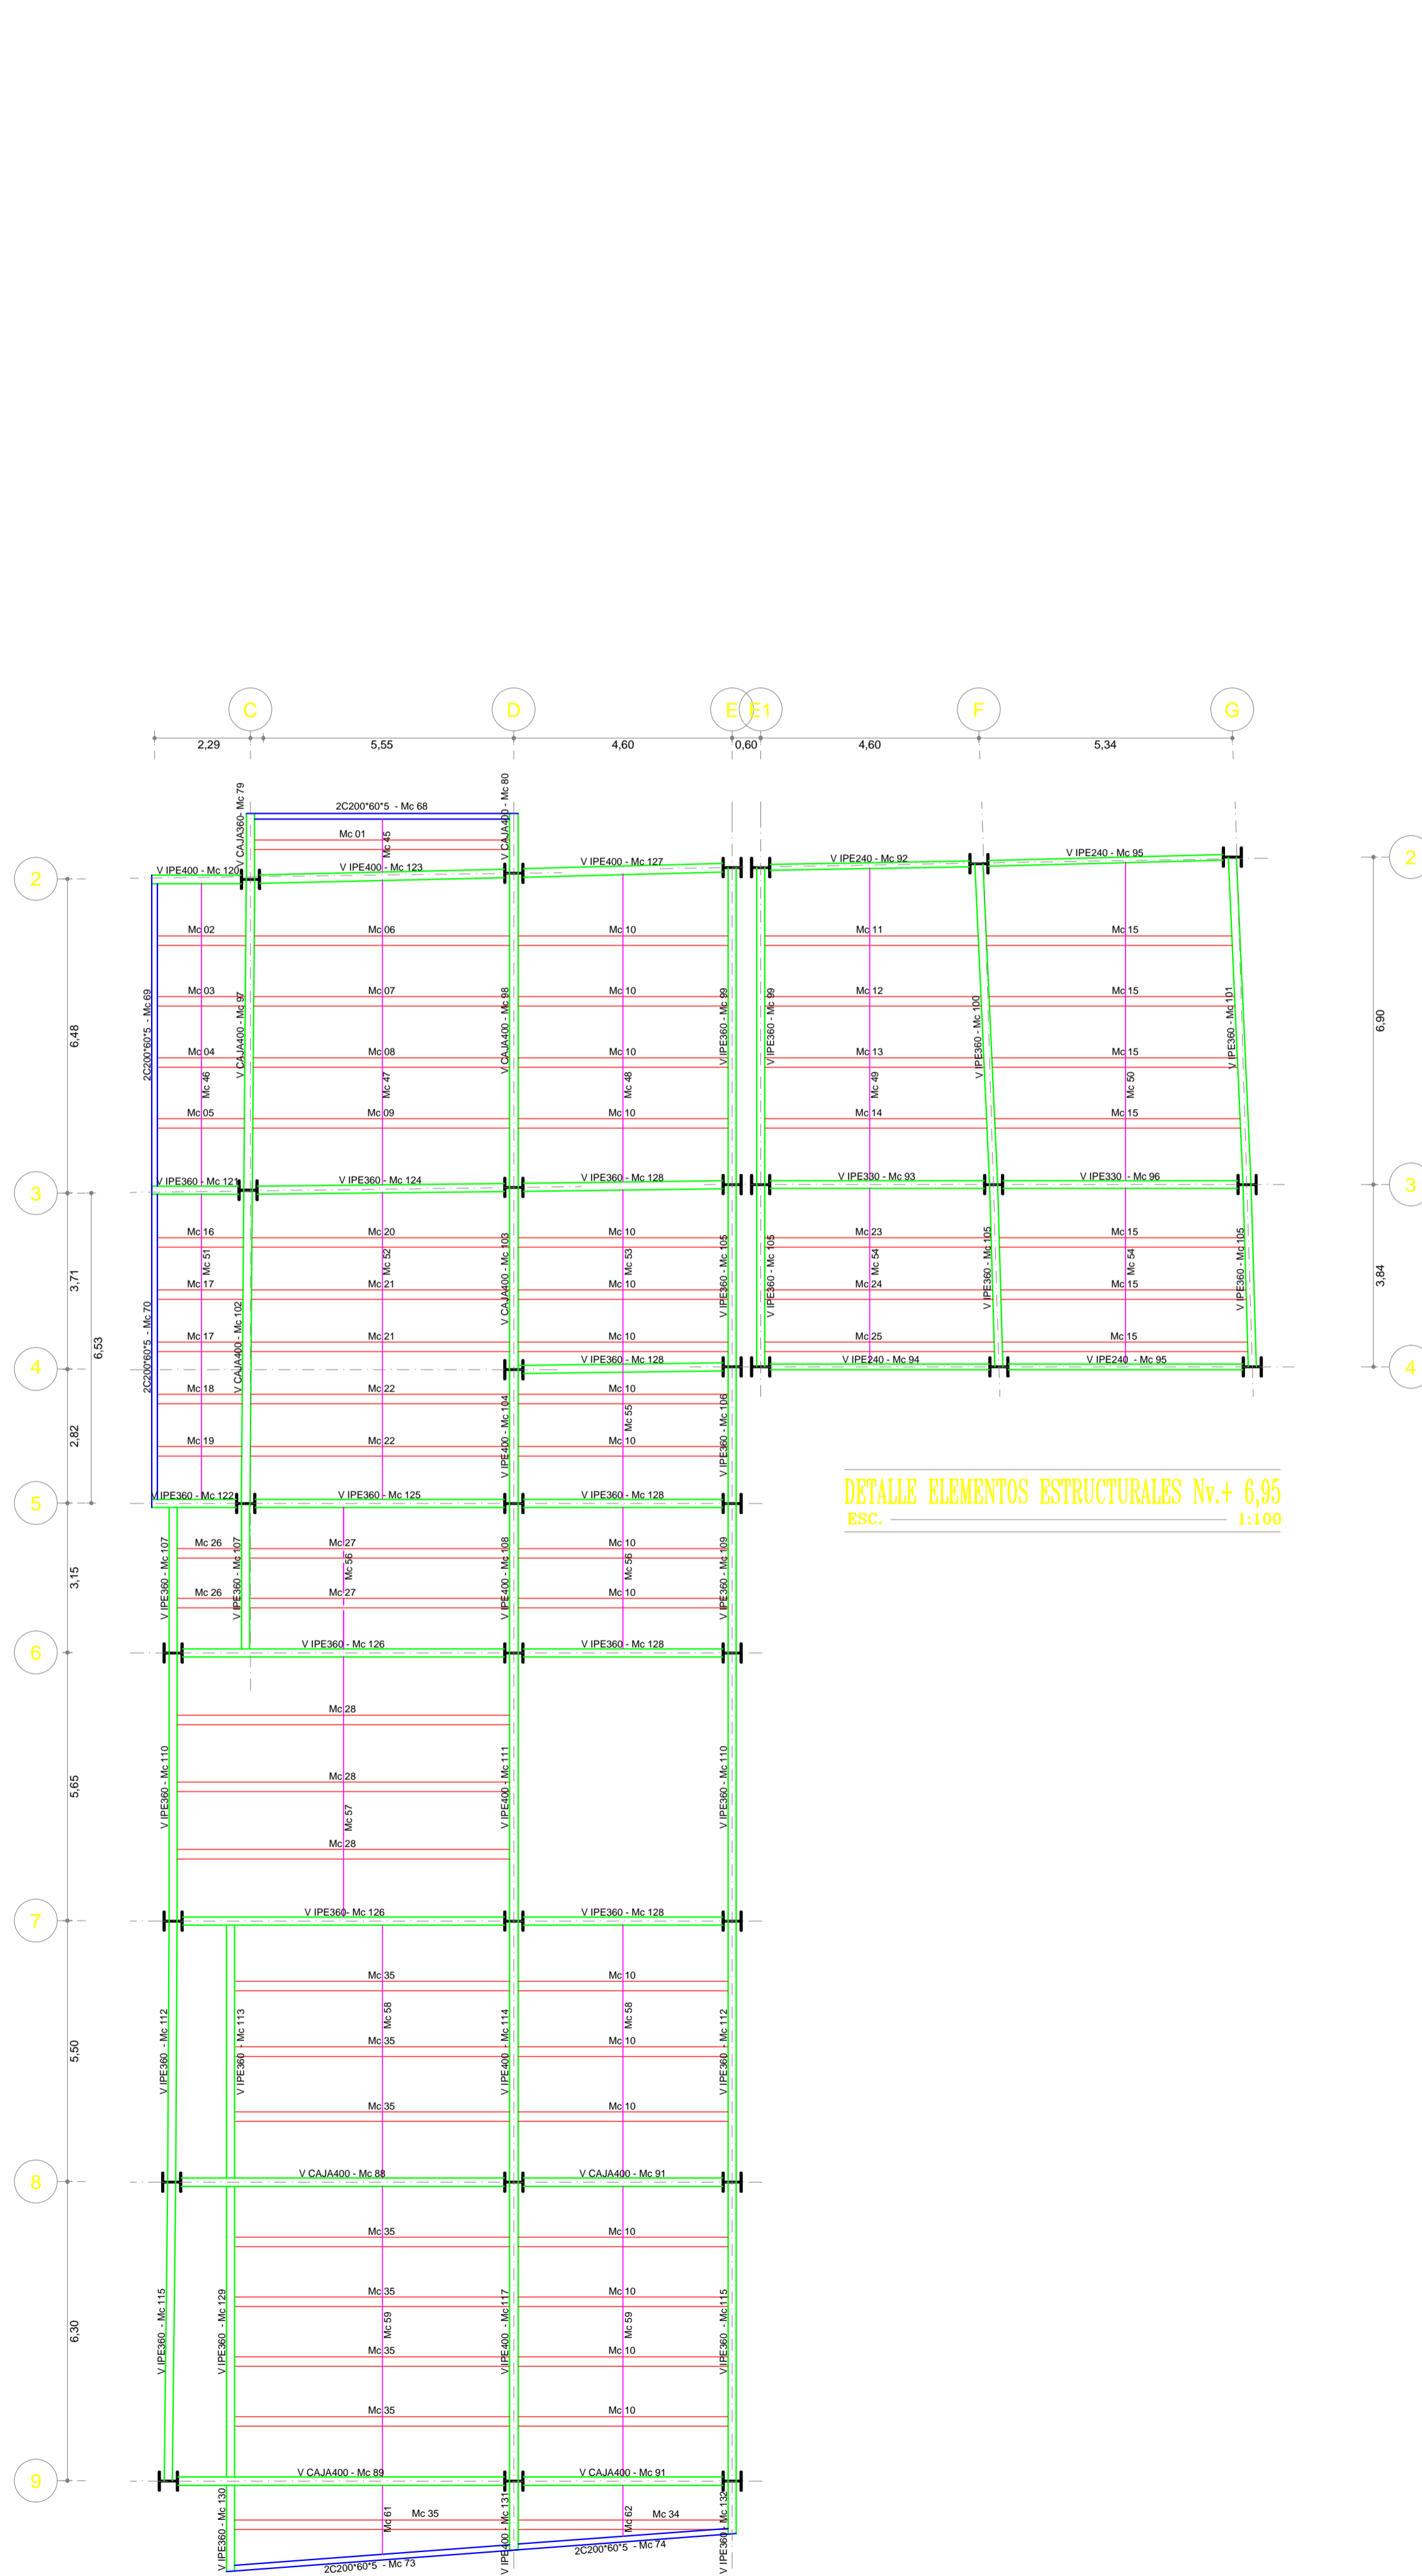 C D E E1 F G
2,29 5,55 4,60 0,60 4,60 5,34
V CAJA360- Mc 79
V CAJA400 - Mc 80
2C200*60*5 - Mc 68
Mc 01
Mc 45
2
V IPE400 - Mc 120
V IPE400 - Mc 123
V IPE400 - Mc 127
V IPE240 - Mc 92
V IPE240 - Mc 95
2
Mc 02 Mc 06 Mc 10 Mc 11 Mc 15
Mc 03 Mc 07 Mc 10 Mc 12 Mc 15
6,48
2C200*60*5 - Mc 69
V CAJA400 - Mc 97
V CAJA400 - Mc 98
V IPE360 - Mc 99
V IPE360 - Mc 99
V IPE360 - Mc 100
V IPE360 - Mc 101
6,90
Mc 04 Mc 08 Mc 10 Mc 13 Mc 15
Mc 46 Mc 47 Mc 48 Mc 49 Mc 50
Mc 05 Mc 09 Mc 10 Mc 14 Mc 15
3
V IPE360 - Mc 121
V IPE360 - Mc 124
V IPE360 - Mc 128
V IPE330 - Mc 93
V IPE330 - Mc 96
3
Mc 16 Mc 20 Mc 10 Mc 23 Mc 15
Mc 51 Mc 52 Mc 53 Mc 54 Mc 54
3,71
6,53
2C200*60*5 - Mc 70
V CAJA400 - Mc 102
V CAJA400 - Mc 103
V IPE360 - Mc 105
V IPE360 - Mc 105
V IPE360 - Mc 105
V IPE360 - Mc 105
3,84
Mc 17 Mc 21 Mc 10 Mc 24 Mc 15
Mc 17 Mc 21 Mc 10 Mc 25 Mc 15
4
V IPE360 - Mc 128
V IPE240 - Mc 94
V IPE240 - Mc 95
4
Mc 18 Mc 22 Mc 10
2,82
V IPE400 - Mc 104
Mc 55
V IPE360 - Mc 106
Mc 19 Mc 22 Mc 10
5
V IPE360 - Mc 122
V IPE360 - Mc 125
V IPE360 - Mc 128
DETALLE ELEMENTOS ESTRUCTURALES Nv.+ 6,95
ESC. 1:100
Mc 26 Mc 27 Mc 10
3,15
V IPE360 - Mc 107
V IPE360 - Mc 107
Mc 56
V IPE400 - Mc 108
Mc 56
V IPE360 - Mc 109
Mc 26 Mc 27 Mc 10
6
V IPE360 - Mc 126
V IPE360 - Mc 128
Mc 28
Mc 28
5,65
V IPE360 - Mc 110
Mc 57
V IPE400 - Mc 111
V IPE360 - Mc 110
Mc 28
7
V IPE360- Mc 126
V IPE360 - Mc 128
Mc 35 Mc 10
Mc 58 Mc 58
Mc 35 Mc 10
5,50
V IPE360 - Mc 112
V IPE360 - Mc 113
V IPE400 - Mc 114
V IPE360 - Mc 112
Mc 35 Mc 10
8
V CAJA400 - Mc 88
V CAJA400 - Mc 91
Mc 35 Mc 10
Mc 35 Mc 10
6,30
V IPE360 - Mc 115
V IPE360 - Mc 129
Mc 59
V IPE400 - Mc 117
Mc 59
V IPE360 - Mc 115
Mc 35 Mc 10
Mc 35 Mc 10
9
V CAJA400 - Mc 89
V CAJA400 - Mc 91
V IPE360 - Mc 130
Mc 61
Mc 35
V IPE400 - Mc 131
Mc 62
Mc 34
V IPE360 - Mc 132
2C200*60*5 - Mc 73
2C200*60*5 - Mc 74